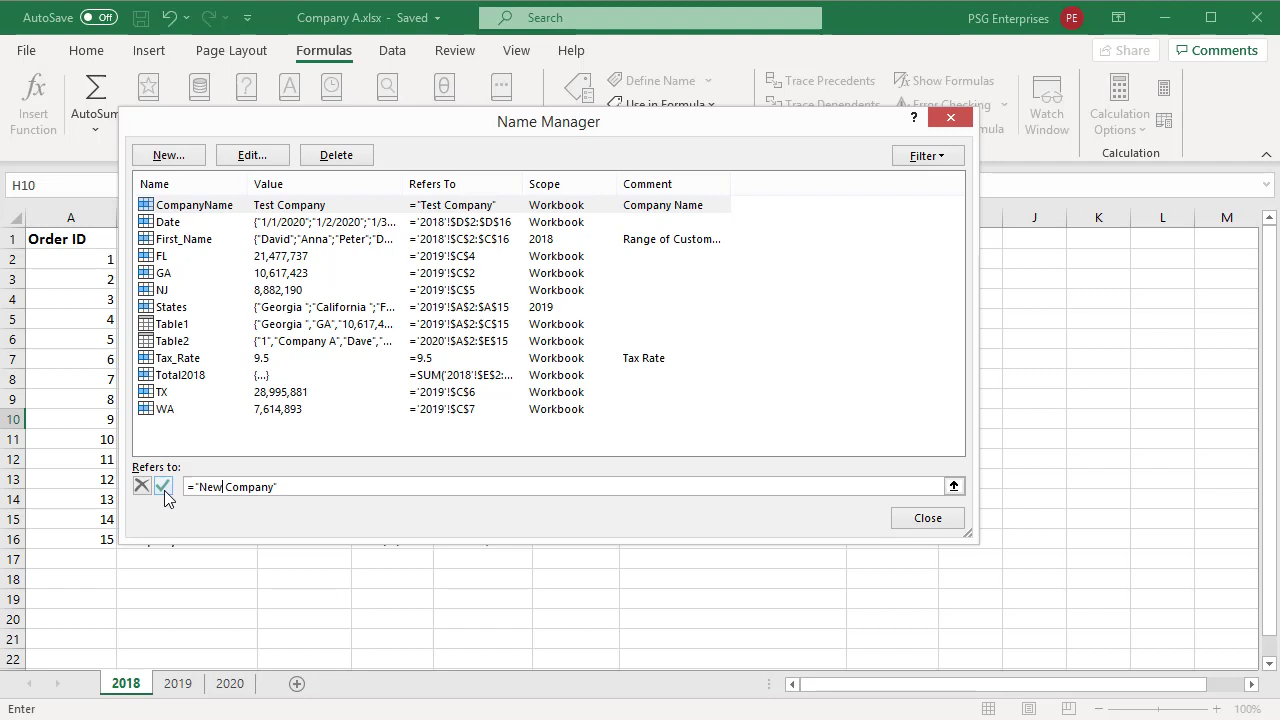 AutoSave Off Company A.xlsx - Saved Search PSG Enterprises PE
File Home Insert Page Layout Formulas Data Review View Help Share Comments
fx Insert Function
Σ AutoSum
Define Name
Use in Formula
Trace Precedents
Trace Dependents
Show Formulas
Error Checking
Watch Window
Calculation Options
Calculation
Name Manager ?
New... Edit... Delete Filter
Name Value Refers To Scope Comment
CompanyName Test Company ="Test Company" Workbook Company Name
Date {"1/1/2020";"1/2/2020";"1/3... ='2018'!$D$2:$D$16 Workbook
First_Name {"David";"Anna";"Peter";"D... ='2018'!$C$2:$C$16 2018 Range of Custom...
FL 21,477,737 ='2019'!$C$4 Workbook
GA 10,617,423 ='2019'!$C$2 Workbook
NJ 8,882,190 ='2019'!$C$5 Workbook
States {"Georgia ";"California ";"F... ='2019'!$A$2:$A$15 2019
Table1 {"Georgia ","GA","10,617,4... ='2019'!$A$2:$C$15 Workbook
Table2 {"1","Company A","Dave","... ='2020'!$A$2:$E$15 Workbook
Tax_Rate 9.5 =9.5 Workbook Tax Rate
Total2018 {...} =SUM('2018'!$E$2:... Workbook
TX 28,995,881 ='2019'!$C$6 Workbook
WA 7,614,893 ='2019'!$C$7 Workbook
Refers to:
="New Company"
Close
H10
A J K L M
1 Order ID
2 1
3 2
4 3
5 4
6 5
7 6
8 7
9 8
10 9
11 10
12 11
13 12
14 13
15 14
16 15
17
18
19
20
21
22
2018 2019 2020
Enter 100%